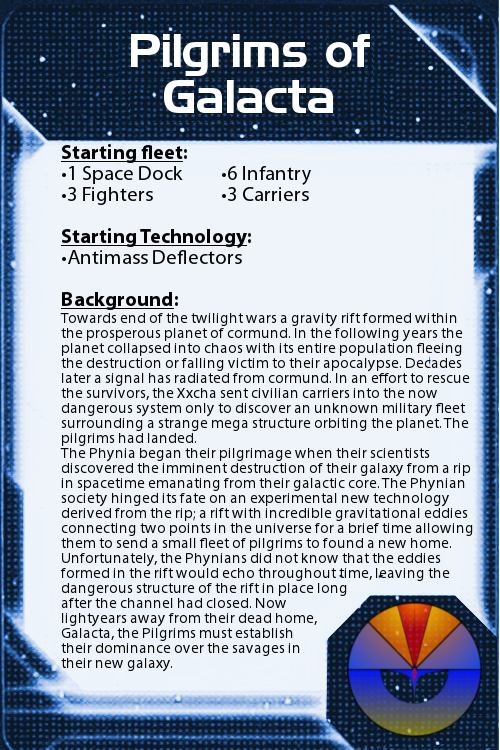 Pilgrims of
Galacta
Starting fleet:
•1 Space Dock •6 Infantry
•3 Fighters •3 Carriers
Starting Technology:
•Antimass Deflectors
Background:
Towards end of the twilight wars a gravity rift formed within
the prosperous planet of cormund. In the following years the
planet collapsed into chaos with its entire population fleeing
the destruction or falling victim to their apocalypse. Decades
later a signal has radiated from cormund. In an effort to rescue
the survivors, the Xxcha sent civilian carriers into the now
dangerous system only to discover an unknown military fleet
surrounding a strange mega structure orbiting the planet. The
pilgrims had landed.
The Phynia began their pilgrimage when their scientists
discovered the imminent destruction of their galaxy from a rip
in spacetime emanating from their galactic core. The Phynian
society hinged its fate on an experimental new technology
derived from the rip; a rift with incredible gravitational eddies
connecting two points in the universe for a brief time allowing
them to send a small fleet of pilgrims to found a new home.
Unfortunately, the Phynians did not know that the eddies
formed in the rift would echo throughout time, leaving the
dangerous structure of the rift in place long
after the channel had closed. Now
lightyears away from their dead home,
Galacta, the Pilgrims must establish
their dominance over the savages in
their new galaxy.